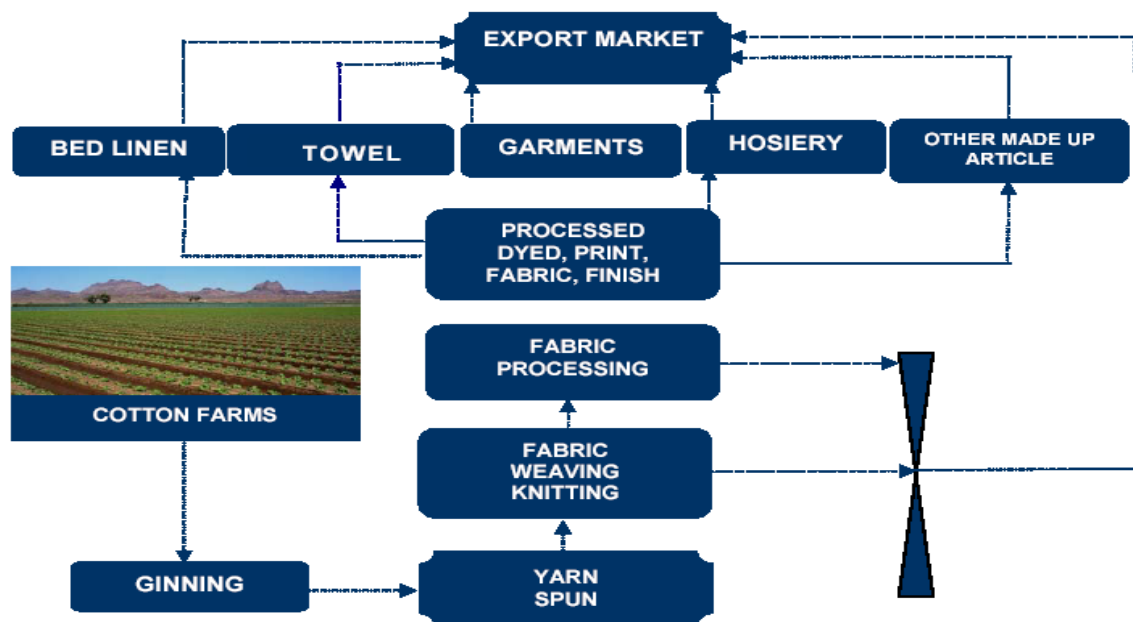 EXPORT MARKET
BED LINEN
TOWEL
GARMENTS
HOSIERY
OTHER MADE UP
ARTICLE
PROCESSED
DYED, PRINT,
FABRIC, FINISH
FABRIC
PROCESSING
COTTON FARMS
FABRIC
WEAVING
KNITTING
GINNING
YARN
SPUN